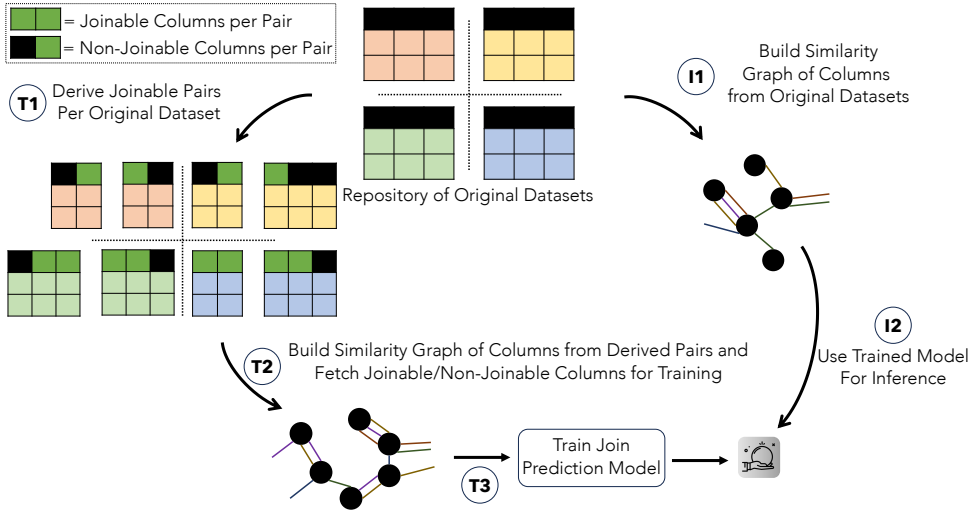 = Joinable Columns per Pair
= Non-Joinable Columns per Pair
T1
Derive Joinable Pairs
Per Original Dataset
Repository of Original Datasets
I1
Build Similarity
Graph of Columns
from Original Datasets
I2
Use Trained Model
For Inference
T2
Build Similarity Graph of Columns from Derived Pairs and
Fetch Joinable/Non-Joinable Columns for Training
T3
Train Join
Prediction Model